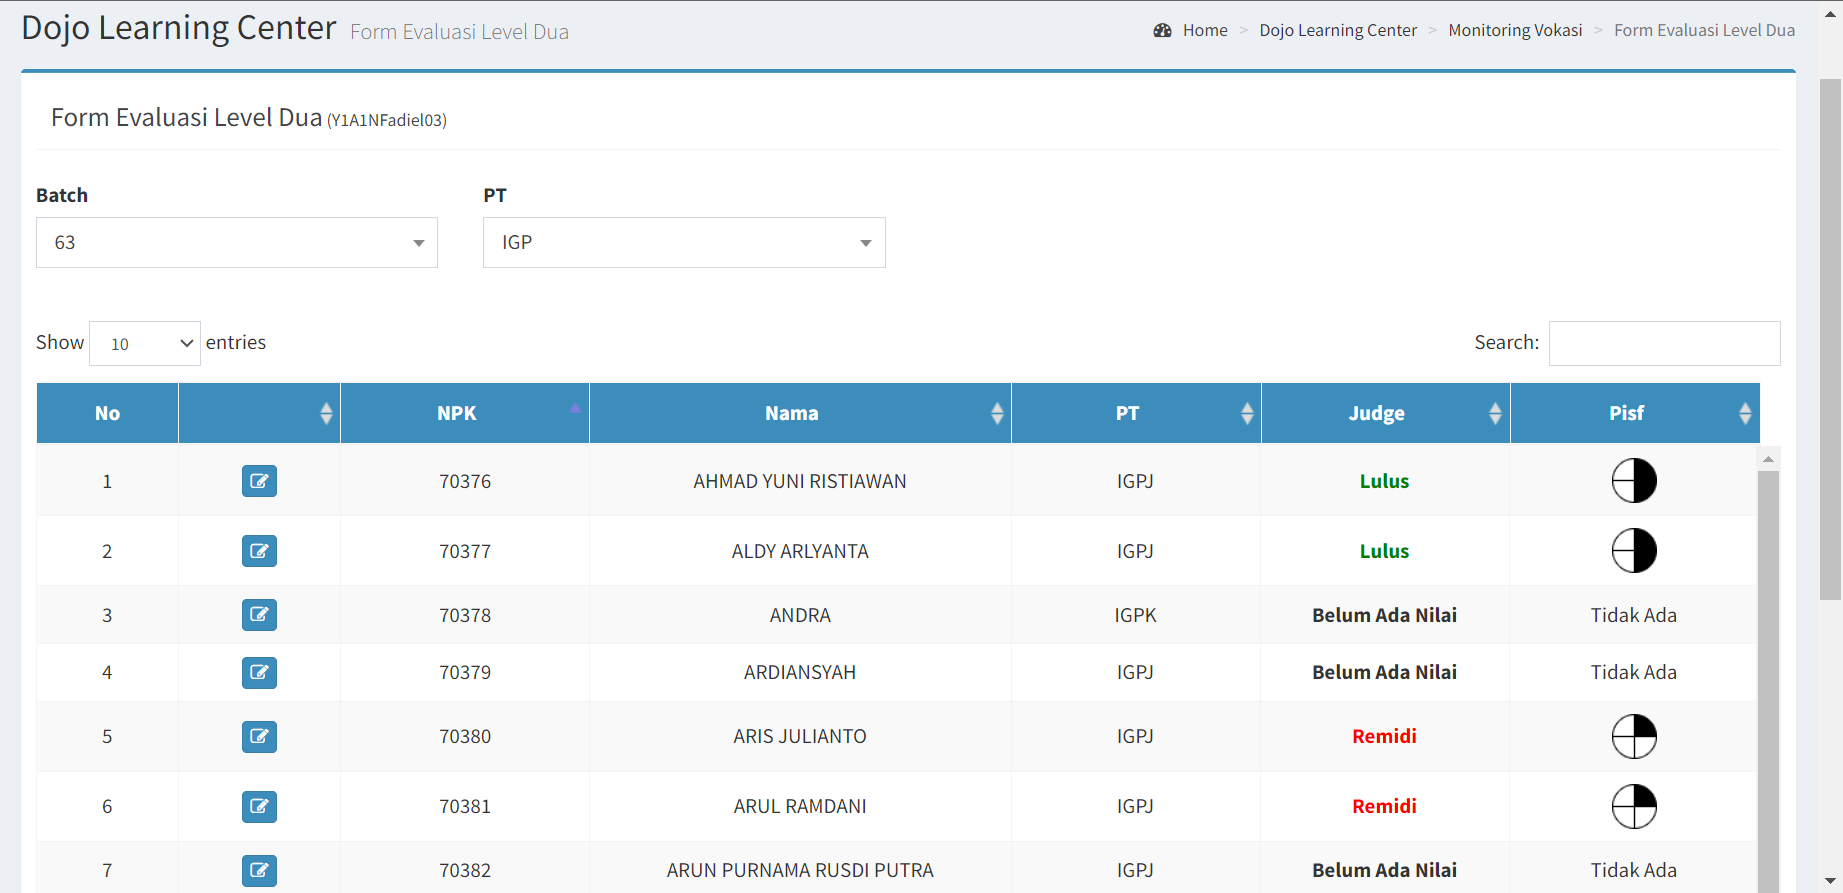 Dojo Learning Center Form Evaluasi Level Dua
Home > Dojo Learning Center > Monitoring Vokasi > Form Evaluasi Level Dua
Form Evaluasi Level Dua (Y1A1NFadiel03)
Batch PT
63 IGP
Show 10 entries Search:
No NPK Nama PT Judge Pisf
1 70376 AHMAD YUNI RISTIAWAN IGPJ Lulus
2 70377 ALDY ARLYANTA IGPJ Lulus
3 70378 ANDRA IGPK Belum Ada Nilai Tidak Ada
4 70379 ARDIANSYAH IGPJ Belum Ada Nilai Tidak Ada
5 70380 ARIS JULIANTO IGPJ Remidi
6 70381 ARUL RAMDANI IGPJ Remidi
7 70382 ARUN PURNAMA RUSDI PUTRA IGPJ Belum Ada Nilai Tidak Ada